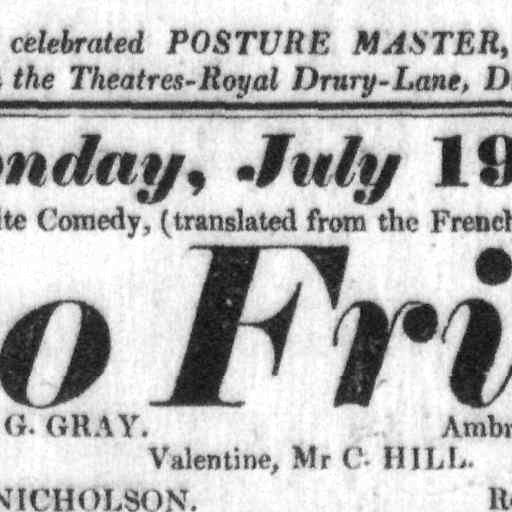 celebrated POSTURE MASTER,
the Theatres-Royal Drury-Lane, D
onday, July 19
ite Comedy, (translated from the French
o Fri
G. GRAY. Ambr
Valentine, Mr C. HILL.
NICHOLSON. R